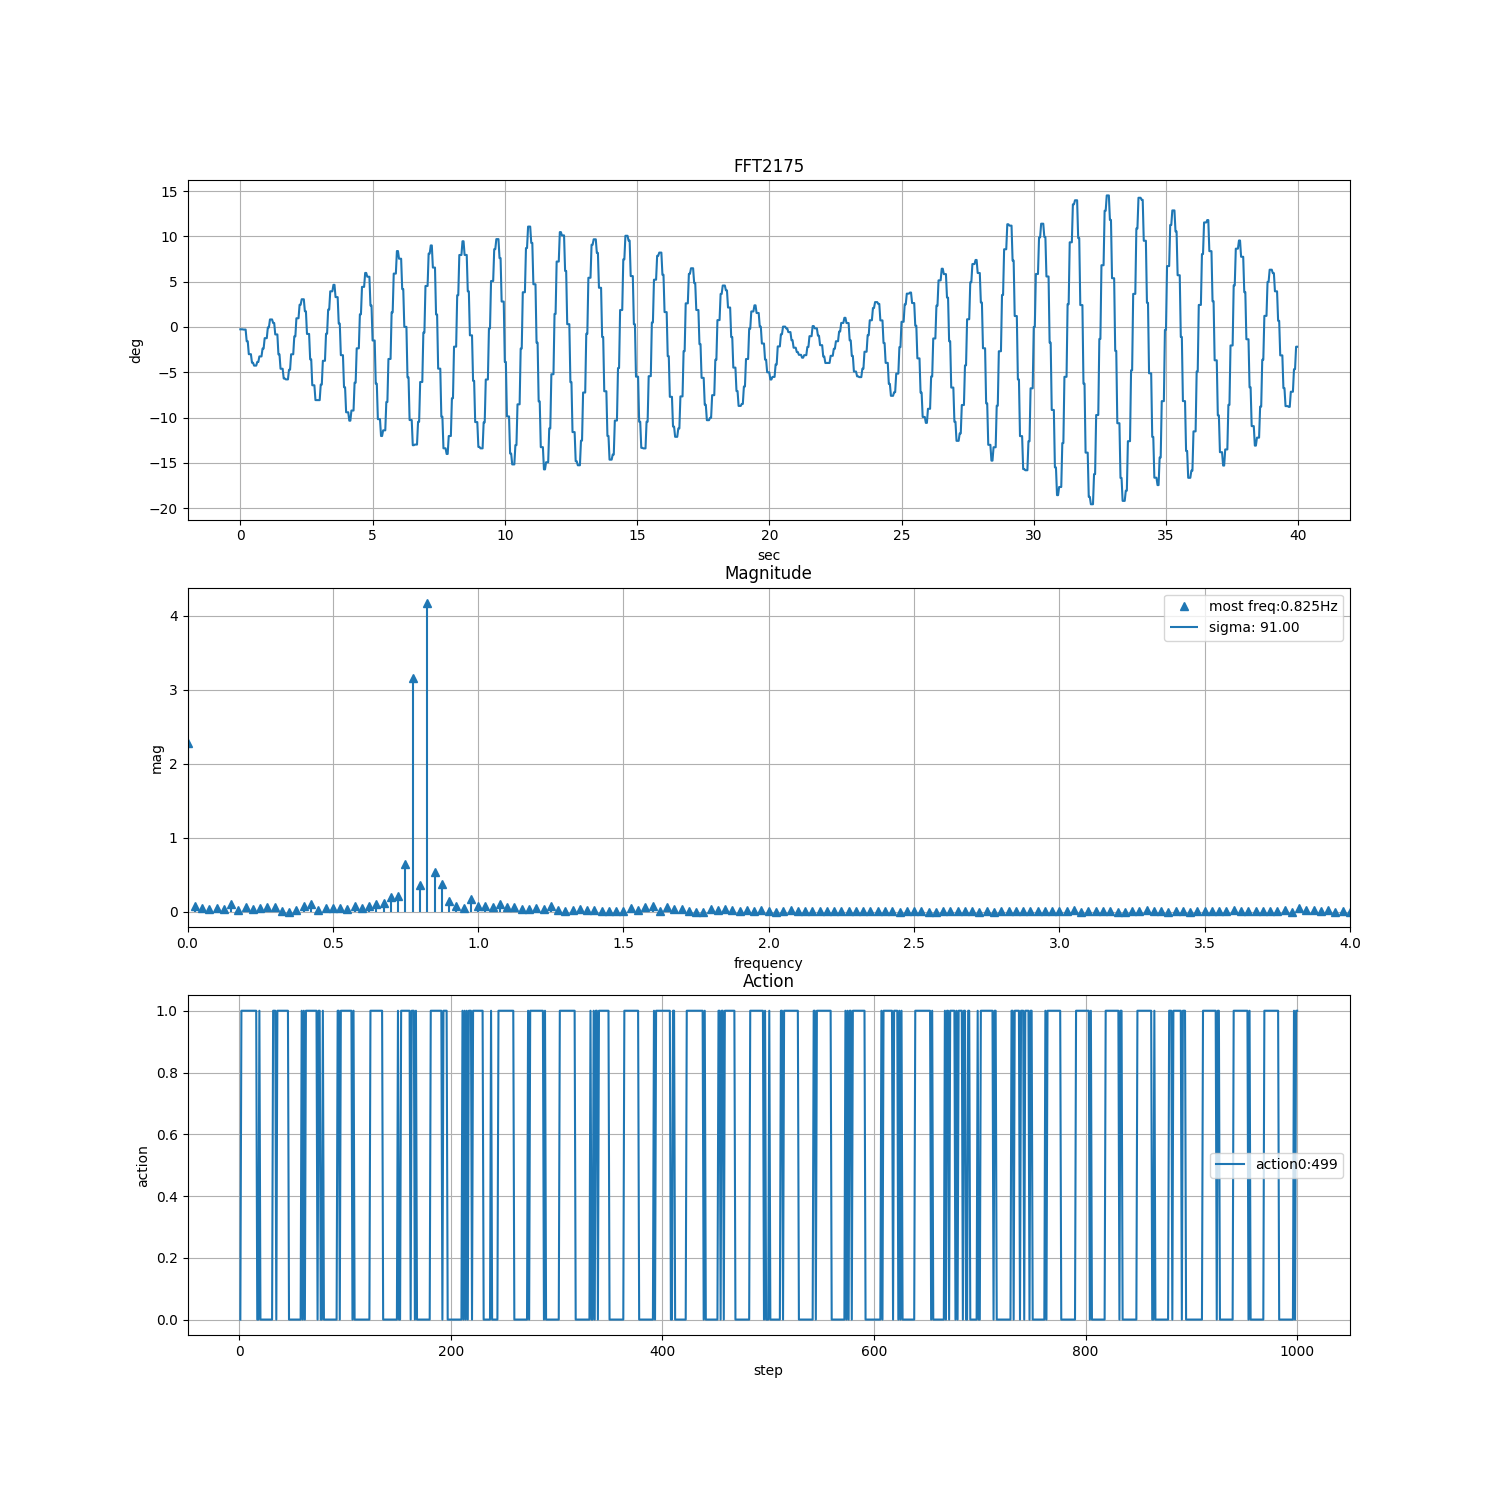 FFT2175
15
10
5
0
−5
−10
−15
−20
deg
0 5 10 15 20 25 30 35 40
sec
Magnitude
4
3
2
1
0
mag
most freq:0.825Hz
sigma: 91.00
0.0 0.5 1.0 1.5 2.0 2.5 3.0 3.5 4.0
frequency
Action
1.0
0.8
0.6
0.4
0.2
0.0
action
action0:499
0 200 400 600 800 1000
step